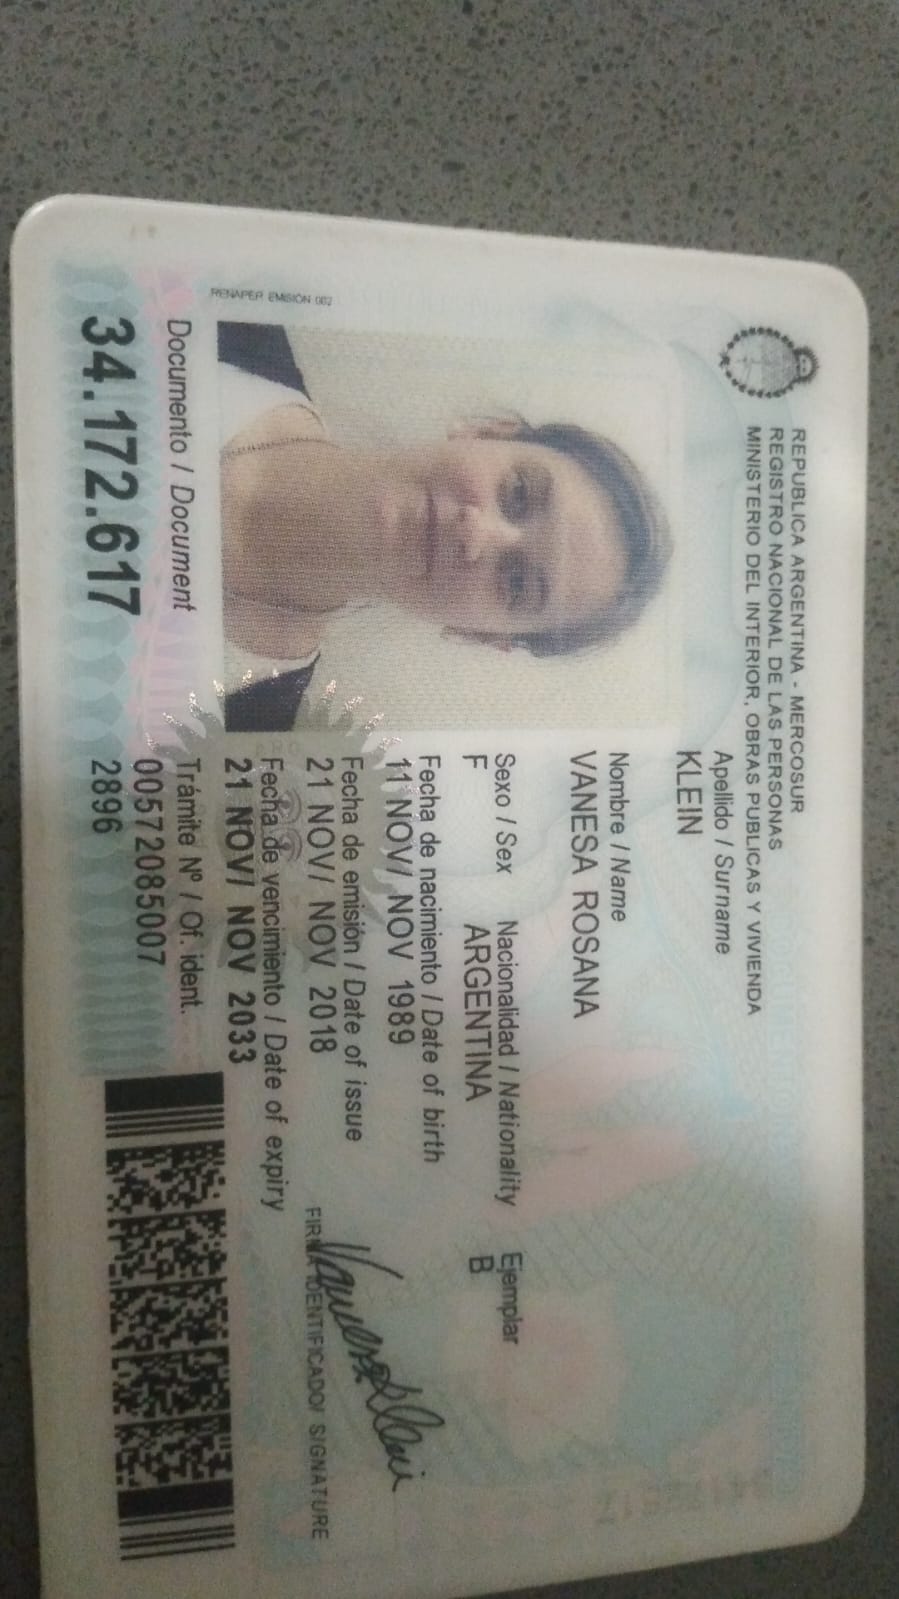 REPUBLICA ARGENTINA - MERCOSUR
REGISTRO NACIONAL DE LAS PERSONAS
MINISTERIO DEL INTERIOR, OBRAS PUBLICAS Y VIVIENDA
Apellido / Surname
KLEIN
Nombre / Name
VANESA ROSANA
Sexo / Sex Nacionalidad / Nationality Ejemplar
F ARGENTINA B
Fecha de nacimiento / Date of birth
11 NOV/ NOV 1989
Fecha de emisión / Date of issue
21 NOV/ NOV 2018
Fecha de vencimiento / Date of expiry
21 NOV/ NOV 2033
FIRMA IDENTIFICADO/ SIGNATURE
Trámite Nº / Of. ident.
00572085007
2896
RENAPER EMISIÓN 002
Documento / Document
34.172.617